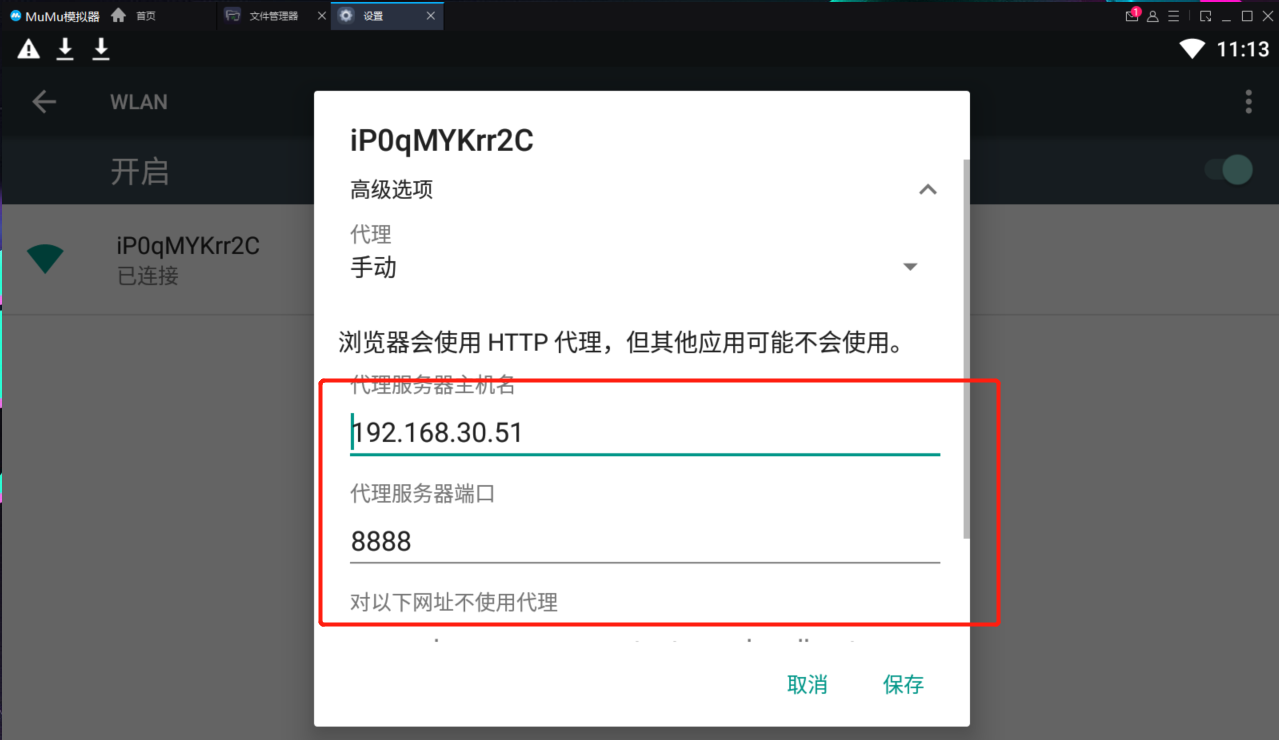 MuMu模拟器 首页 文件管理器 设置 1
11:13
WLAN
开启
iP0qMYKrr2C
已连接
iP0qMYKrr2C
高级选项
代理
手动
浏览器会使用 HTTP 代理，但其他应用可能不会使用。
代理服务器主机名
192.168.30.51
代理服务器端口
8888
对以下网址不使用代理
取消 保存